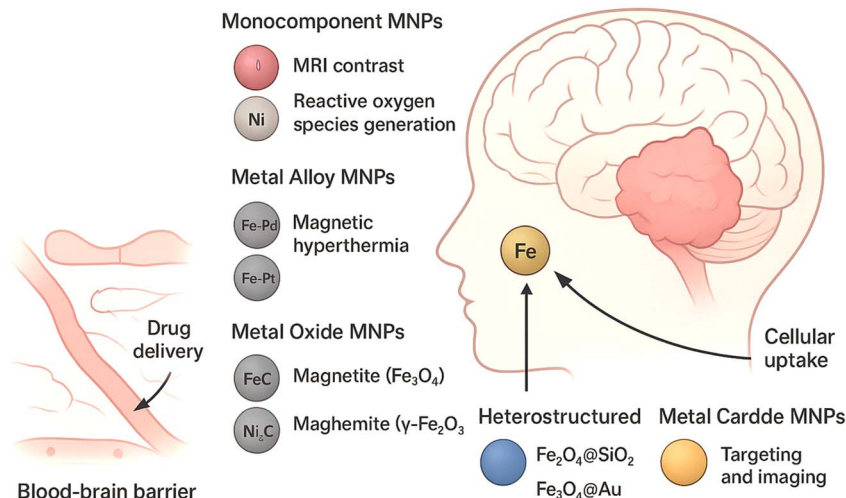 Monocomponent MNPs
MRI contrast
Ni
Reactive oxygen
species generation
Metal Alloy MNPs
Fe-Pd
Magnetic
hyperthermia
Fe-Pt
Metal Oxide MNPs
FeC
Magnetite (Fe₃O₄)
Ni&C
Maghemite (γ-Fe₂O₃
Drug
delivery
Blood-brain barrier
Fe
Cellular
uptake
Heterostructured
Fe₂O₄@SiO₂
Fe₃O₄@Au
Metal Cardde MNPs
Targeting
and imaging